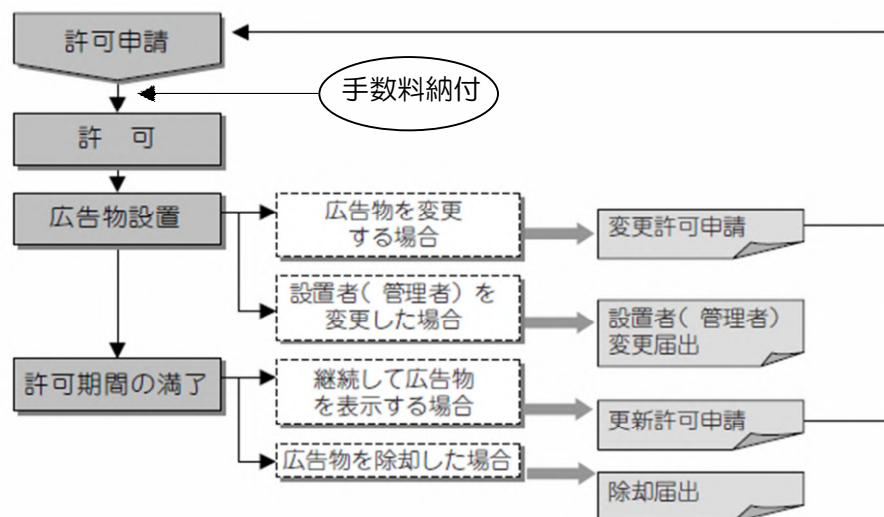 許可申請
手数料納付
許 可
広告物設置
広告物を変更
する場合
変更許可申請
設置者( 管理者) を
変更した場合
設置者( 管理者)
変更届出
許可期間の満了
継続して広告物
を表示する場合
更新許可申請
広告物を除却した場合
除却届出